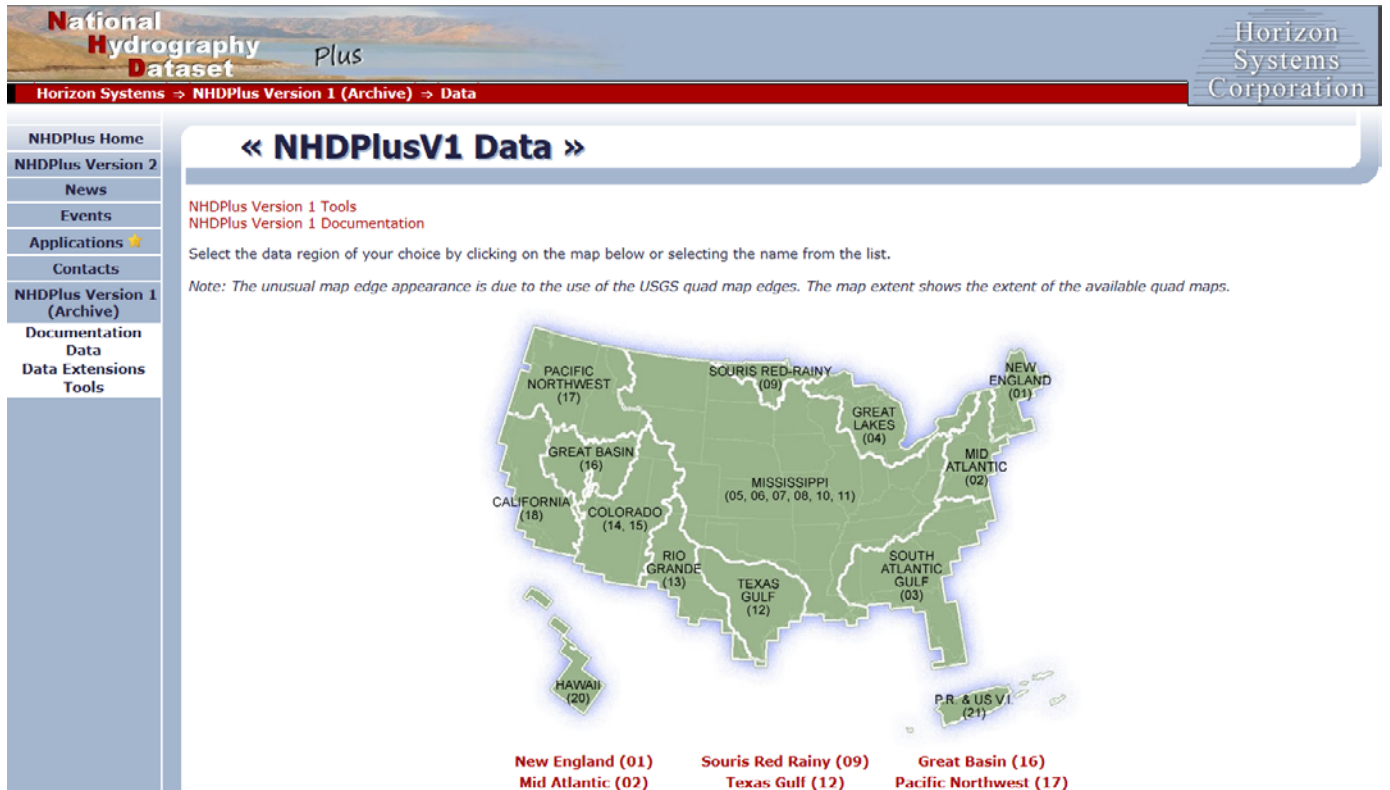 National
Hydrography
Dataset
Plus
Horizon
Systems
Corporation
Horizon Systems ⇒ NHDPlus Version 1 (Archive) ⇒ Data
NHDPlus Home
NHDPlus Version 2
News
Events
Applications
Contacts
NHDPlus Version 1
(Archive)
Documentation
Data
Data Extensions
Tools
« NHDPlusV1 Data »
NHDPlus Version 1 Tools
NHDPlus Version 1 Documentation
Select the data region of your choice by clicking on the map below or selecting the name from the list.
Note: The unusual map edge appearance is due to the use of the USGS quad map edges. The map extent shows the extent of the available quad maps.
PACIFIC
NORTHWEST
(17)
SOURIS RED-RAINY
(09)
NEW
ENGLAND
(01)
GREAT
LAKES
(04)
GREAT BASIN
(16)
MID
ATLANTIC
(02)
MISSISSIPPI
(05, 06, 07, 08, 10, 11)
CALIFORNIA
(18)
COLORADO
(14, 15)
RIO
GRANDE
(13)
TEXAS
GULF
(12)
SOUTH
ATLANTIC
GULF
(03)
HAWAII
(20)
P.R. & US V.I.
(21)
New England (01) Souris Red Rainy (09) Great Basin (16)
Mid Atlantic (02) Texas Gulf (12) Pacific Northwest (17)